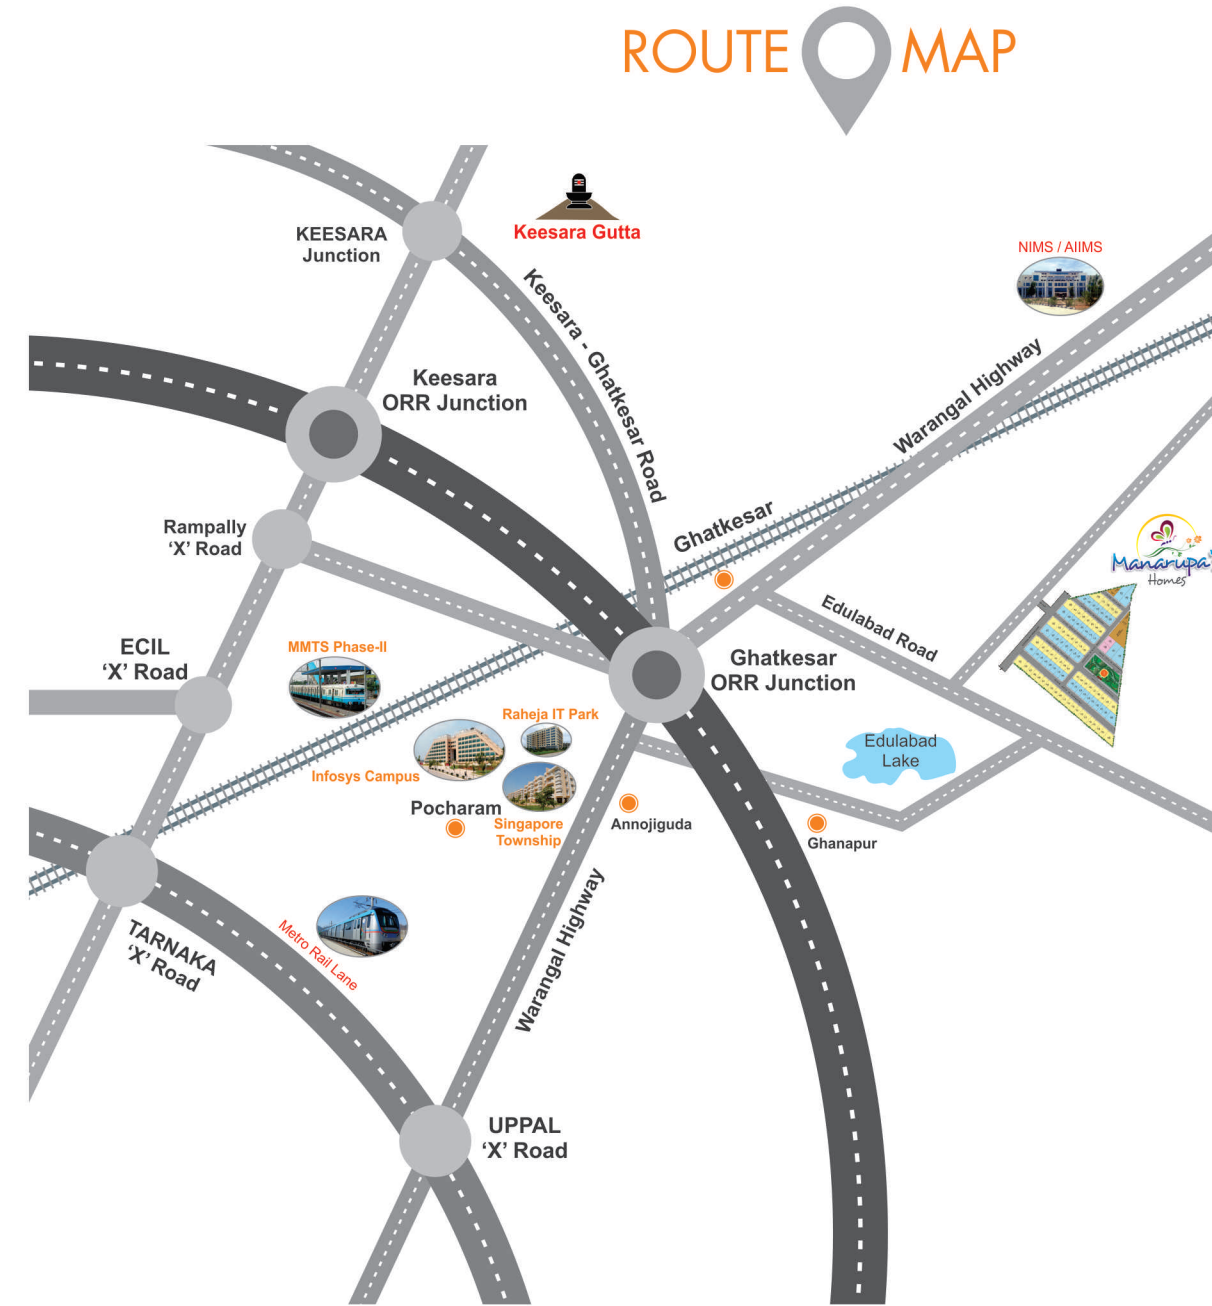 ROUTE MAP
KEESARA
Junction
Keesara Gutta
NIMS / AIIMS
Keesara - Ghatkesar Road
Warangal Highway
Keesara
ORR Junction
Rampally
‘X’ Road
Ghatkesar
Manarupa's
Homes
Edulabad Road
ECIL
‘X’ Road
MMTS Phase-II
Ghatkesar
ORR Junction
Raheja IT Park
Infosys Campus
Edulabad
Lake
Pocharam
Singapore
Township
Annojiguda
Ghanapur
TARNAKA
‘X’ Road
Metro Rail Lane
Warangal Highway
UPPAL
‘X’ Road